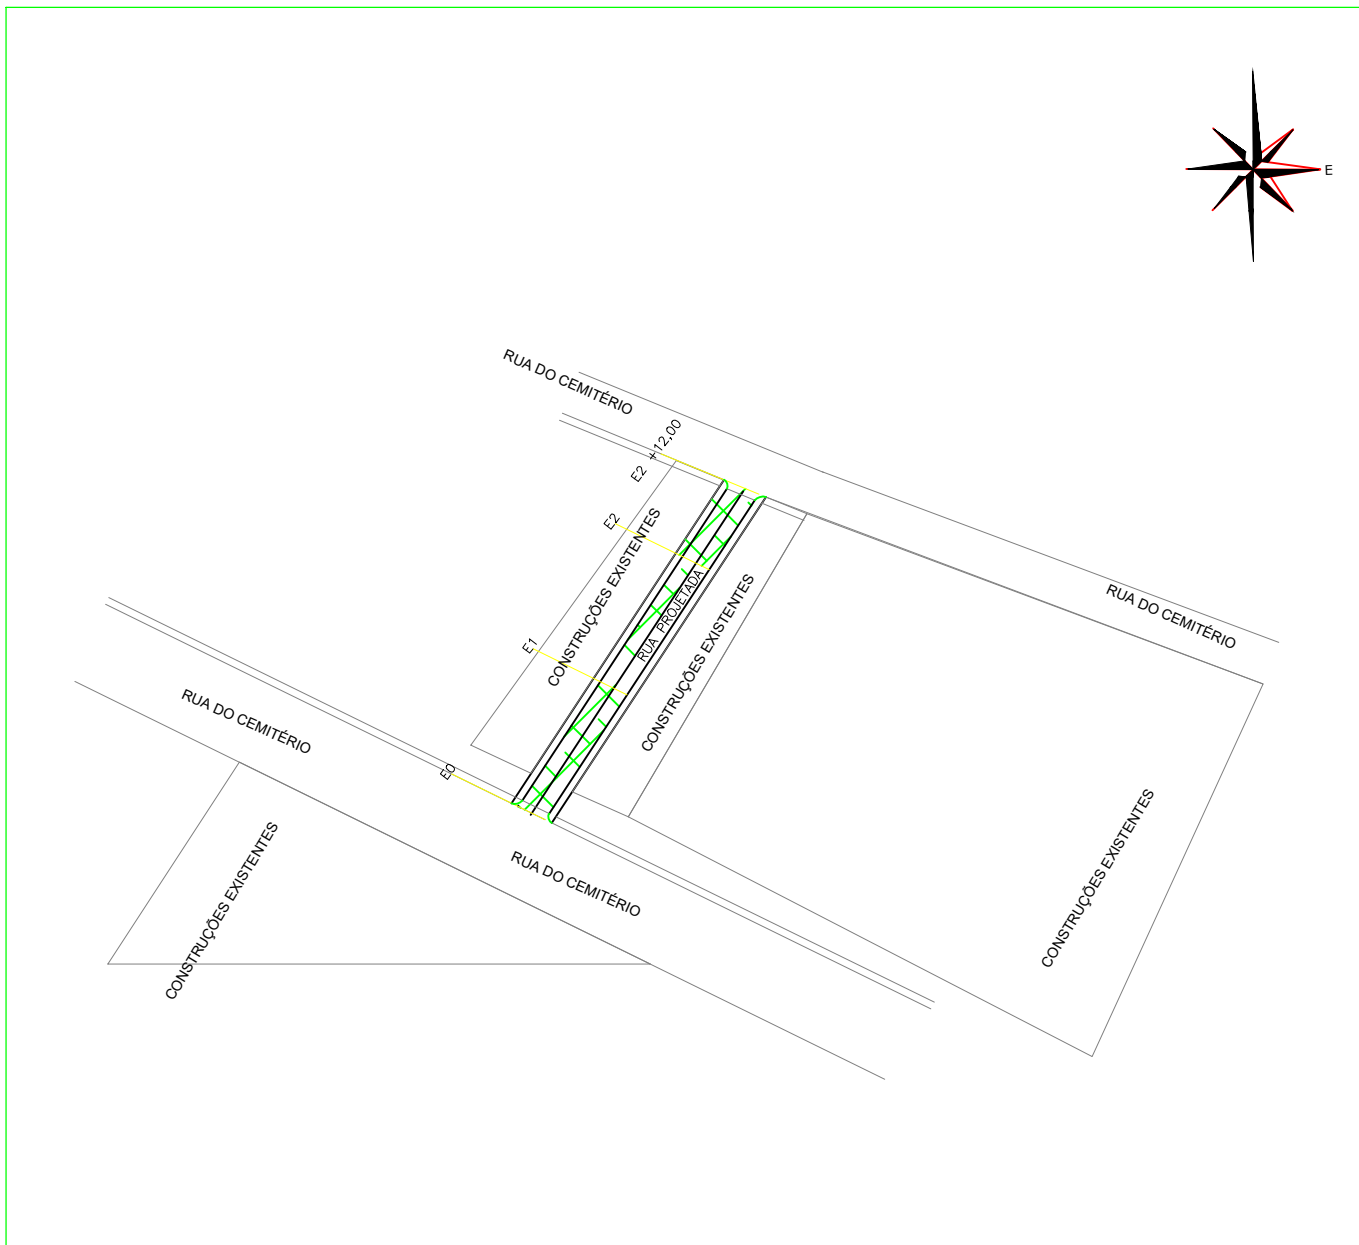 E
RUA DO CEMITÉRIO
E2 +12,00
E2
CONSTRUÇÕES EXISTENTES
RUA PROJETADA
CONSTRUÇÕES EXISTENTES
RUA DO CEMITÉRIO
E1
RUA DO CEMITÉRIO
E0
CONSTRUÇÕES EXISTENTES
RUA DO CEMITÉRIO
CONSTRUÇÕES EXISTENTES